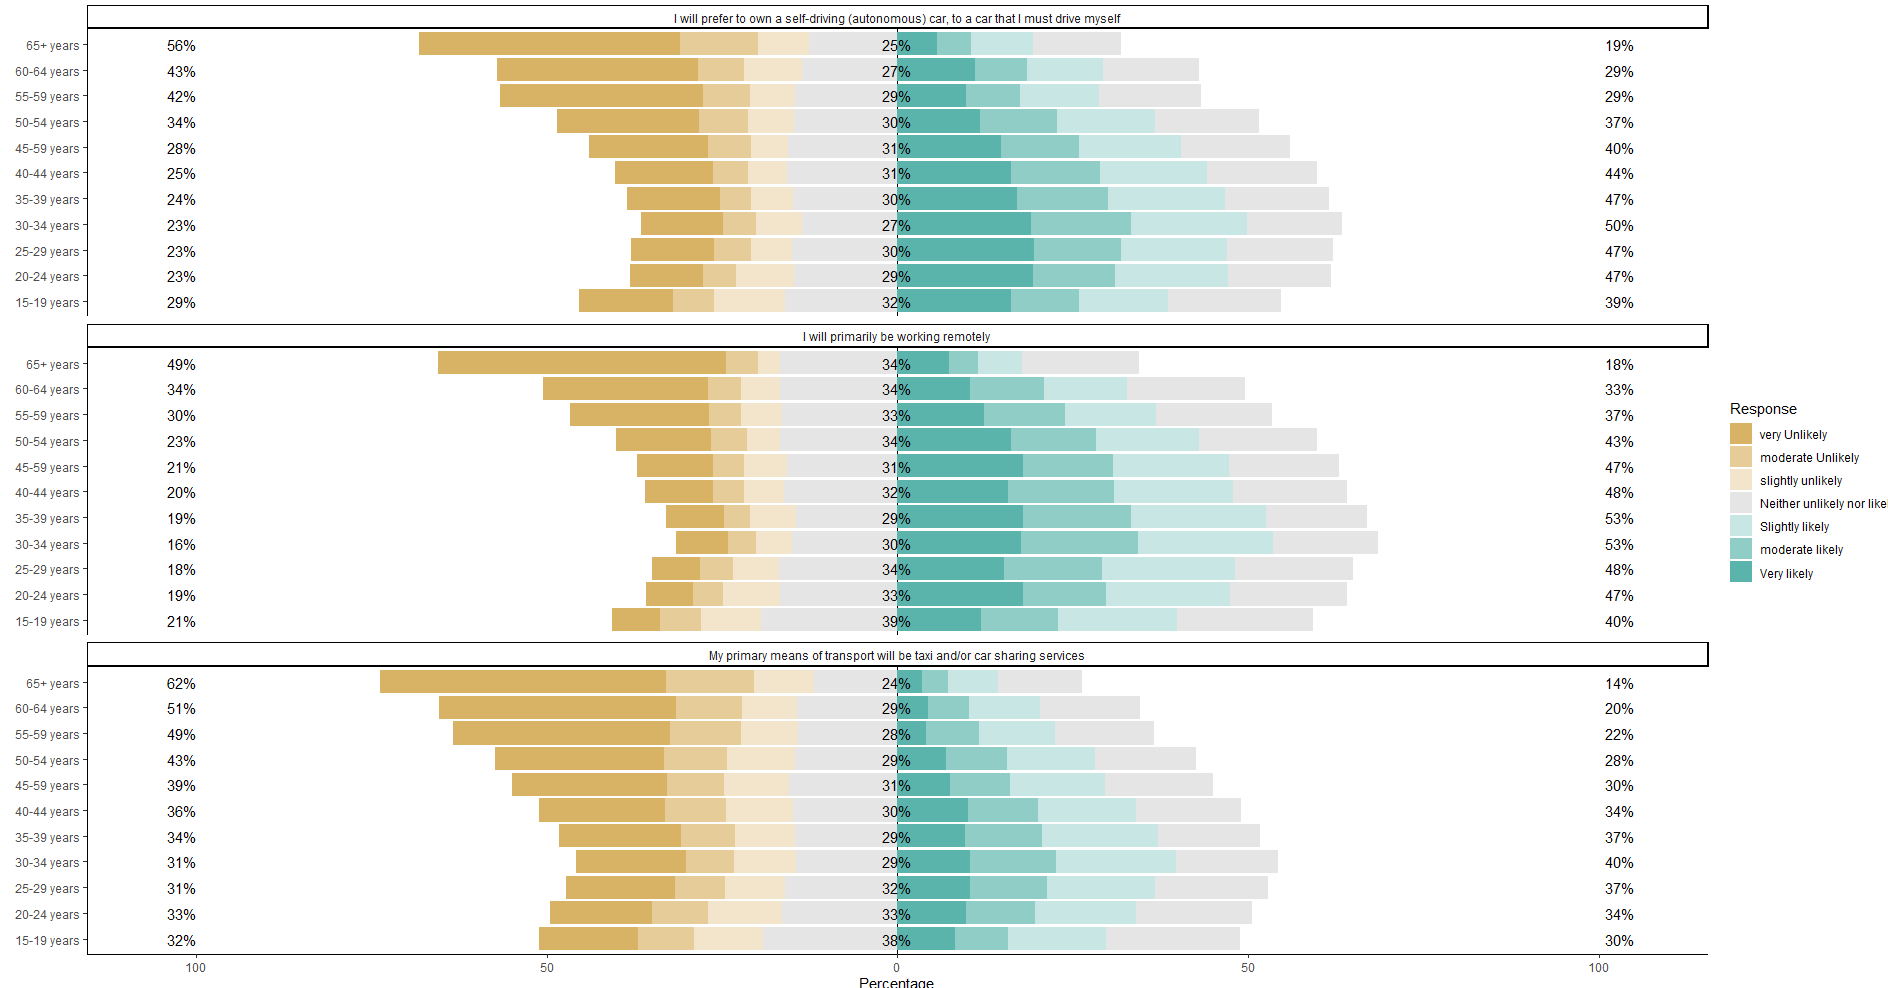 I will prefer to own a self-driving (autonomous) car, to a car that I must drive myself
65+ years 56% 25% 19%
60-64 years 43% 27% 29%
55-59 years 42% 29% 29%
50-54 years 34% 30% 37%
45-59 years 28% 31% 40%
40-44 years 25% 31% 44%
35-39 years 24% 30% 47%
30-34 years 23% 27% 50%
25-29 years 23% 30% 47%
20-24 years 23% 29% 47%
15-19 years 29% 32% 39%
I will primarily be working remotely
65+ years 49% 34% 18%
60-64 years 34% 34% 33%
55-59 years 30% 33% 37%
50-54 years 23% 34% 43%
45-59 years 21% 31% 47%
40-44 years 20% 32% 48%
35-39 years 19% 29% 53%
30-34 years 16% 30% 53%
25-29 years 18% 34% 48%
20-24 years 19% 33% 47%
15-19 years 21% 39% 40%
My primary means of transport will be taxi and/or car sharing services
65+ years 62% 24% 14%
60-64 years 51% 29% 20%
55-59 years 49% 28% 22%
50-54 years 43% 29% 28%
45-59 years 39% 31% 30%
40-44 years 36% 30% 34%
35-39 years 34% 29% 37%
30-34 years 31% 29% 40%
25-29 years 31% 32% 37%
20-24 years 33% 33% 34%
15-19 years 32% 38% 30%
100 50 0 50 100
Percentage
Response
very Unlikely
moderate Unlikely
slightly unlikely
Neither unlikely nor like
Slightly likely
moderate likely
Very likely